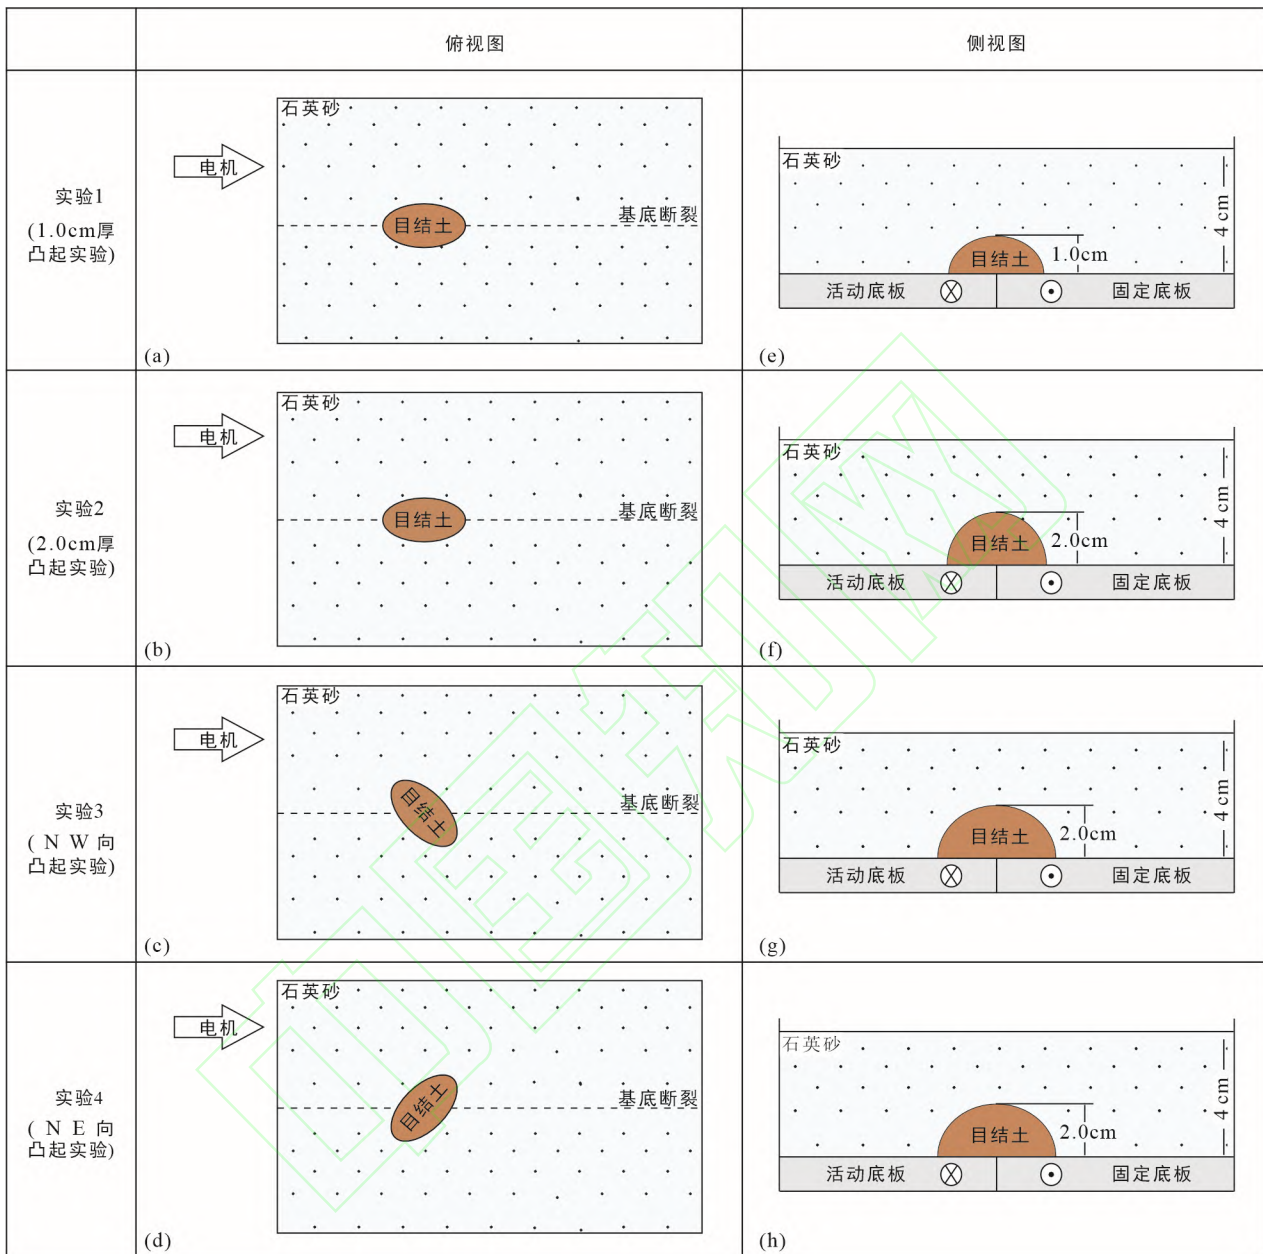 俯视图
侧视图
实验1
(1.0cm厚
凸起实验)
石英砂
电机
目结土
基底断裂
(a)
石英砂
目结土
1.0cm
4 cm
活动底板
固定底板
(e)
实验2
(2.0cm厚
凸起实验)
石英砂
电机
目结土
基底断裂
(b)
石英砂
目结土
2.0cm
4 cm
活动底板
固定底板
(f)
实验3
(NW向
凸起实验)
石英砂
电机
目结土
基底断裂
(c)
石英砂
目结土
2.0cm
4 cm
活动底板
固定底板
(g)
实验4
(NE向
凸起实验)
石英砂
电机
目结土
基底断裂
(d)
石英砂
目结土
2.0cm
4 cm
活动底板
固定底板
(h)
中国知网